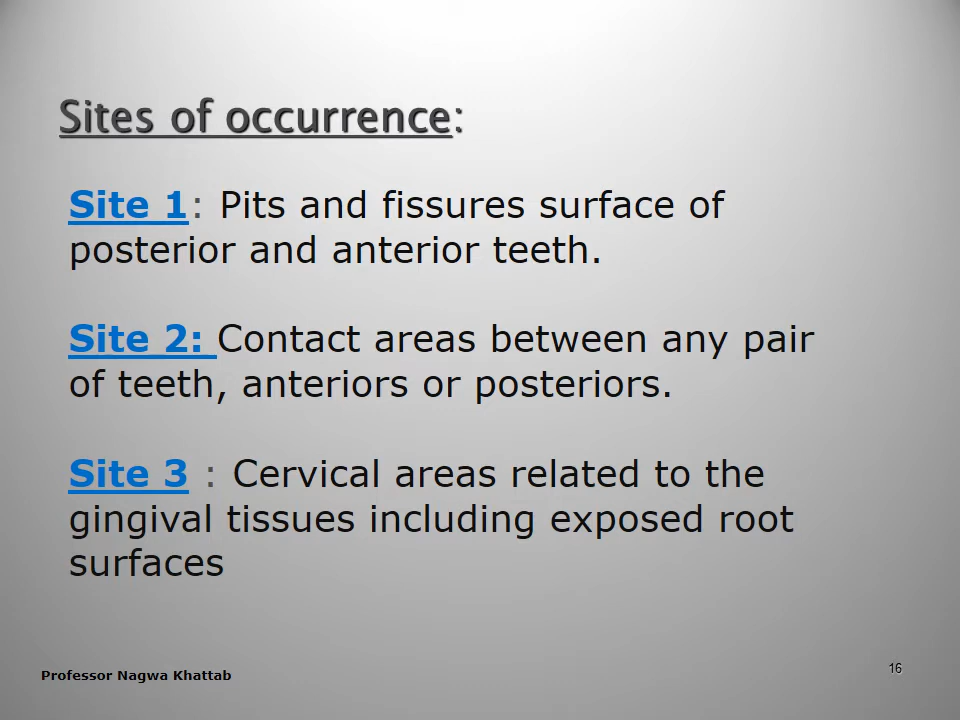 Sites of occurrence:
Site 1: Pits and fissures surface of
posterior and anterior teeth.
Site 2: Contact areas between any pair
of teeth, anteriors or posteriors.
Site 3 : Cervical areas related to the
gingival tissues including exposed root
surfaces
Professor Nagwa Khattab
16